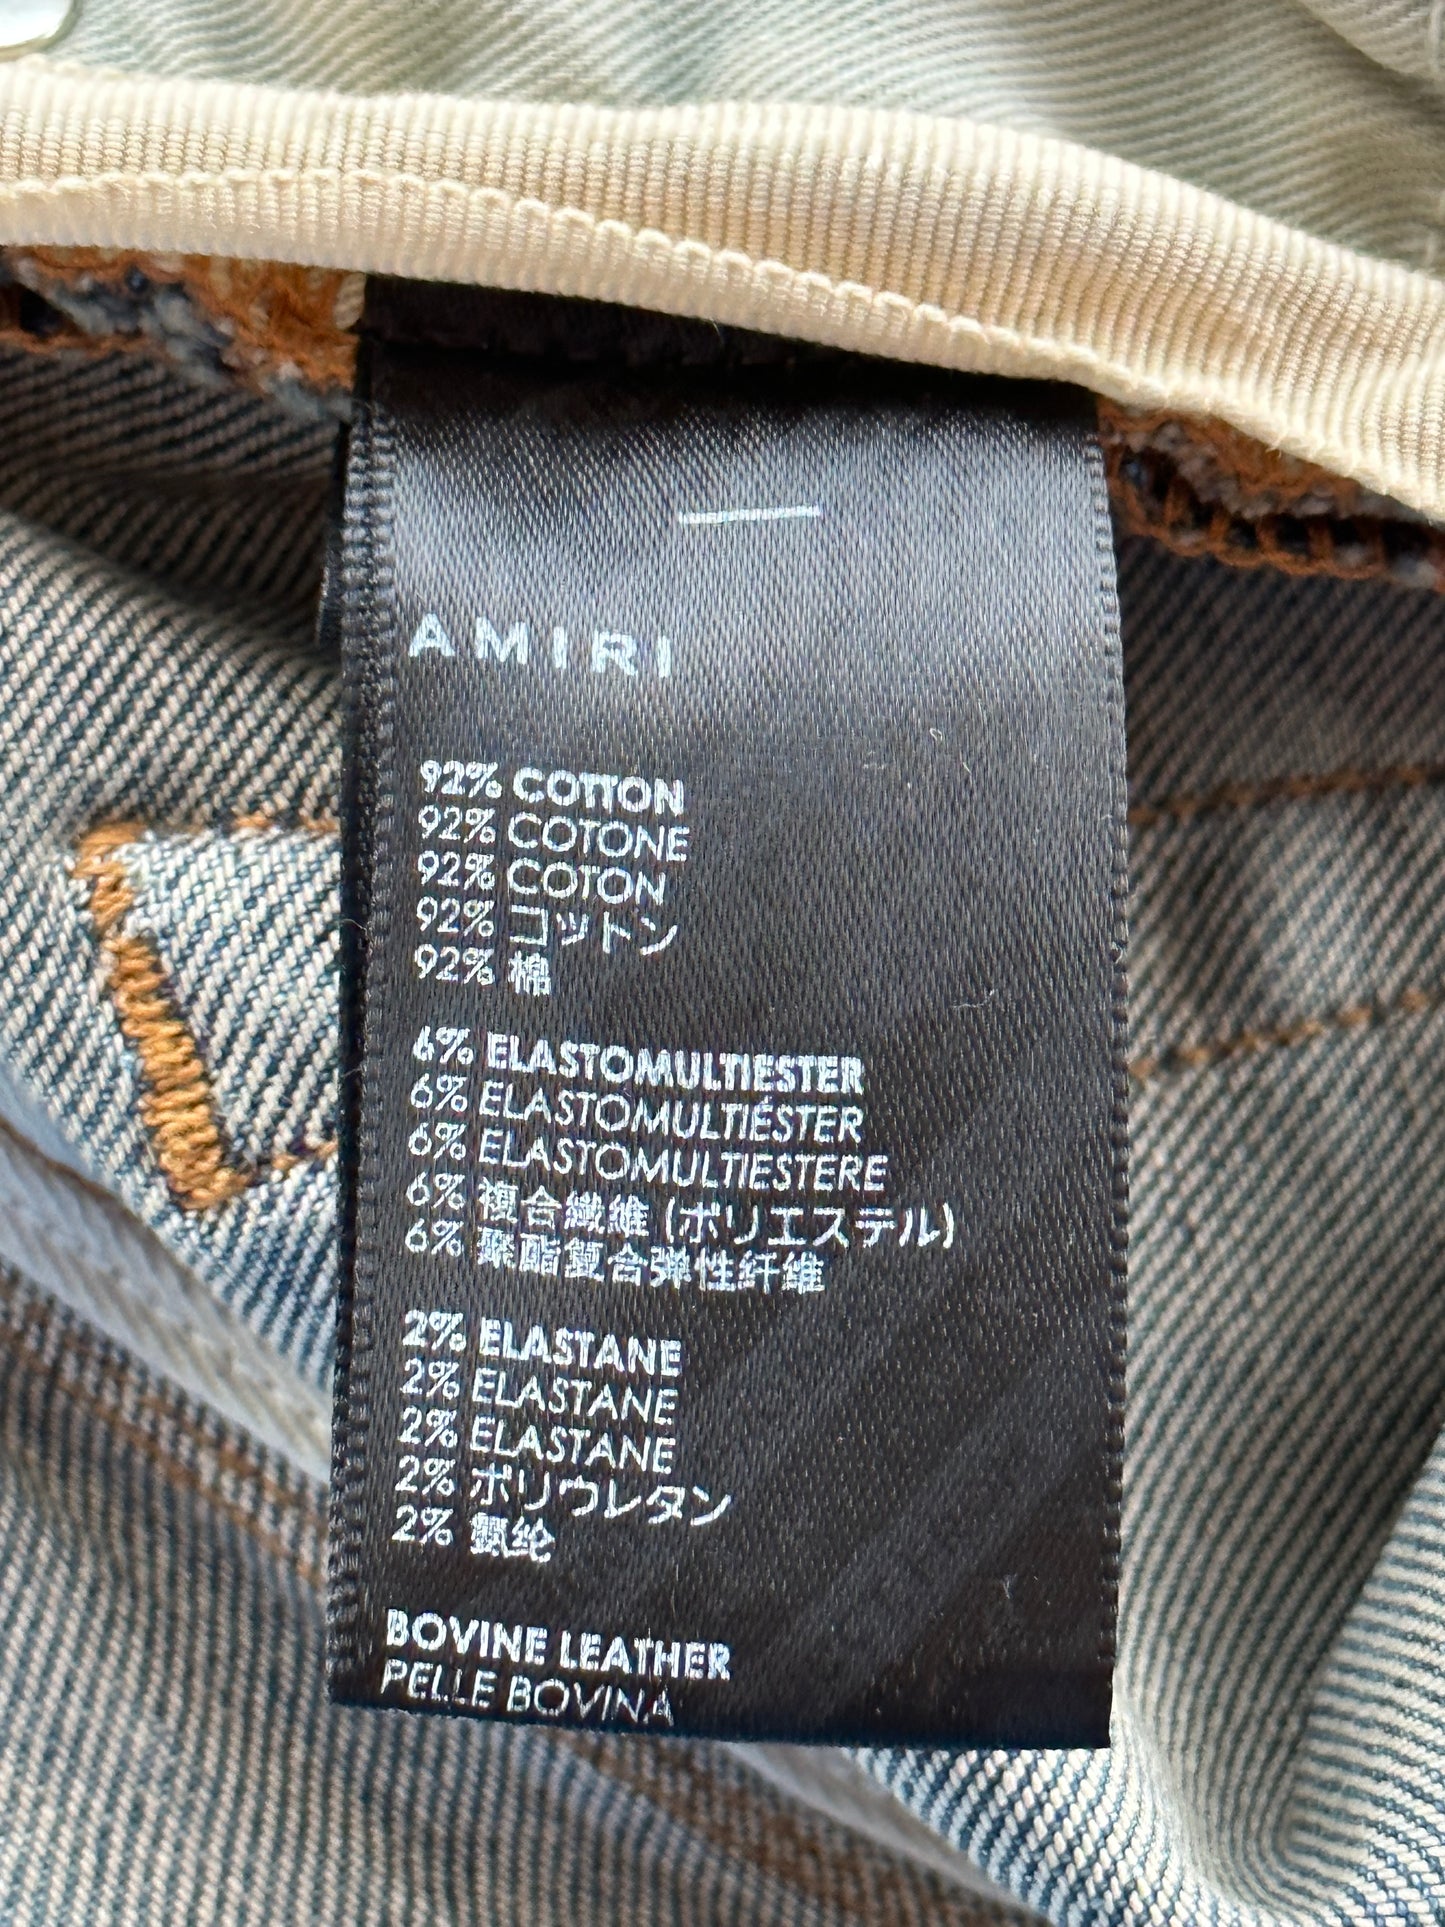 AMIRI
92% COTTON
92% COTONE
92% COTON
92% コットン
92% 棉
6% ELASTOMULTIESTER
6% ELASTOMULTIÉSTER
6% ELASTOMULTIESTERE
6% 複合繊維 (ポリエステル)
6% 聚酯复合弹性纤维
2% ELASTANE
2% ELASTANE
2% ELASTANE
2% ポリウレタン
2% 氨纶
BOVINE LEATHER
PELLE BOVINA